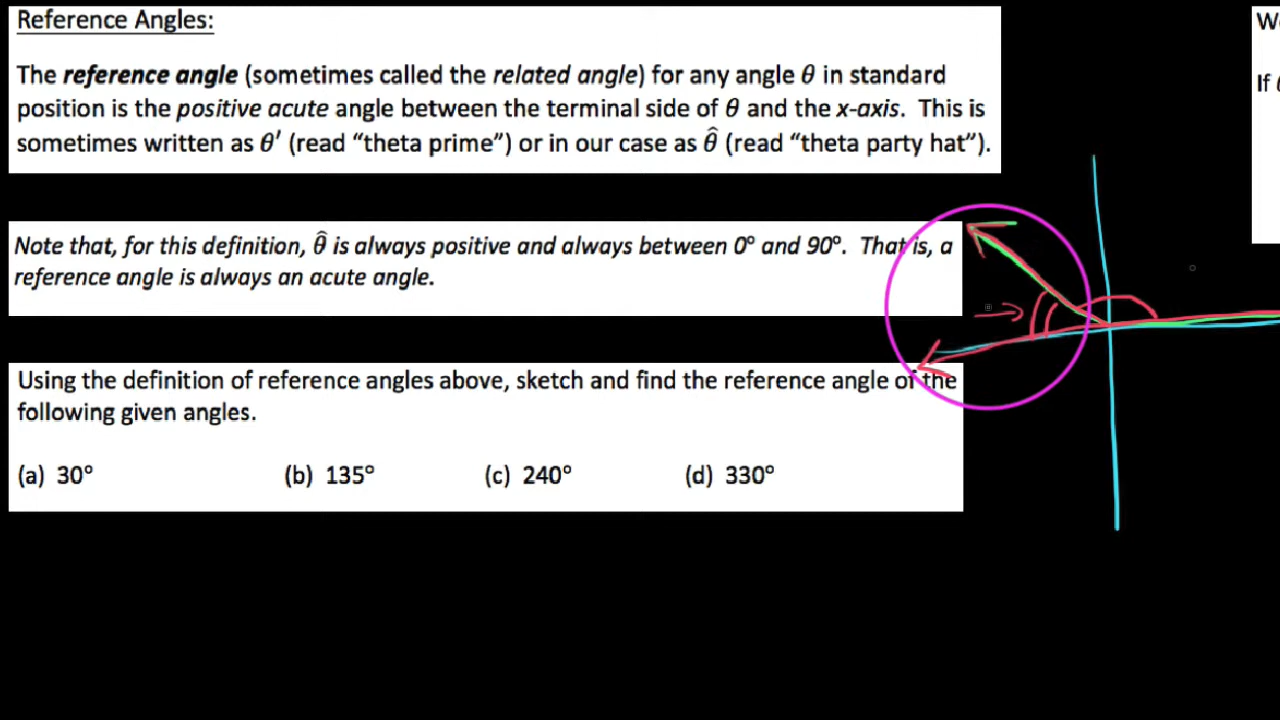 Reference Angles:
The reference angle (sometimes called the related angle) for any angle θ in standard
position is the positive acute angle between the terminal side of θ and the x-axis. This is
sometimes written as θ′ (read “theta prime”) or in our case as θ̂ (read “theta party hat”).
Note that, for this definition, θ̂ is always positive and always between 0° and 90°. That is, a
reference angle is always an acute angle.
Using the definition of reference angles above, sketch and find the reference angle of the
following given angles.
(a) 30° (b) 135° (c) 240° (d) 330°
If